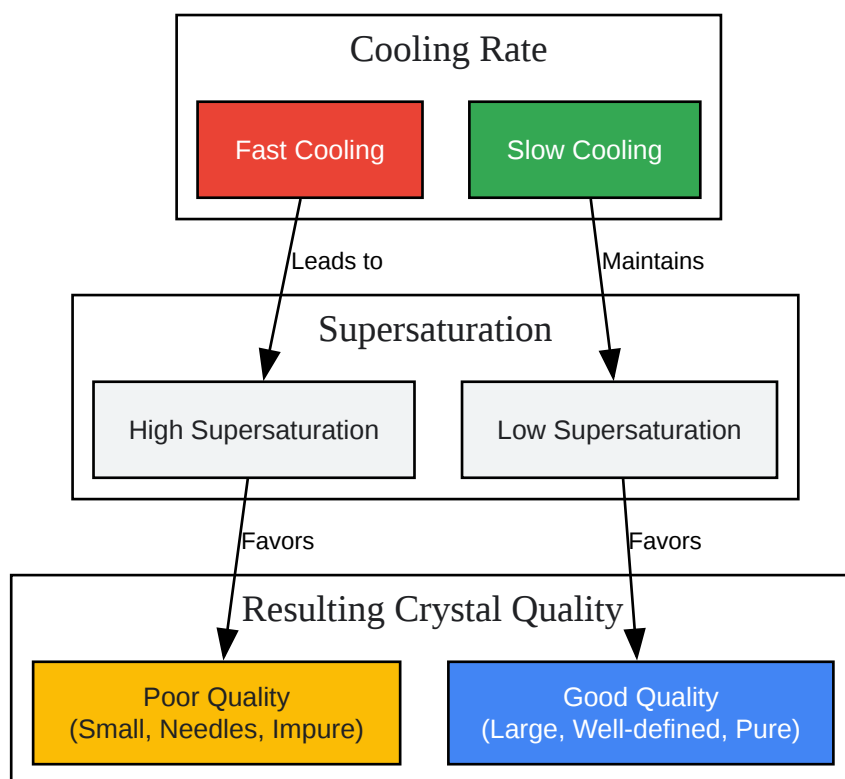 Cooling Rate
Fast Cooling
Slow Cooling
Leads to
Maintains
Supersaturation
High Supersaturation
Low Supersaturation
Favors
Favors
Resulting Crystal Quality
Poor Quality
(Small, Needles, Impure)
Good Quality
(Large, Well-defined, Pure)